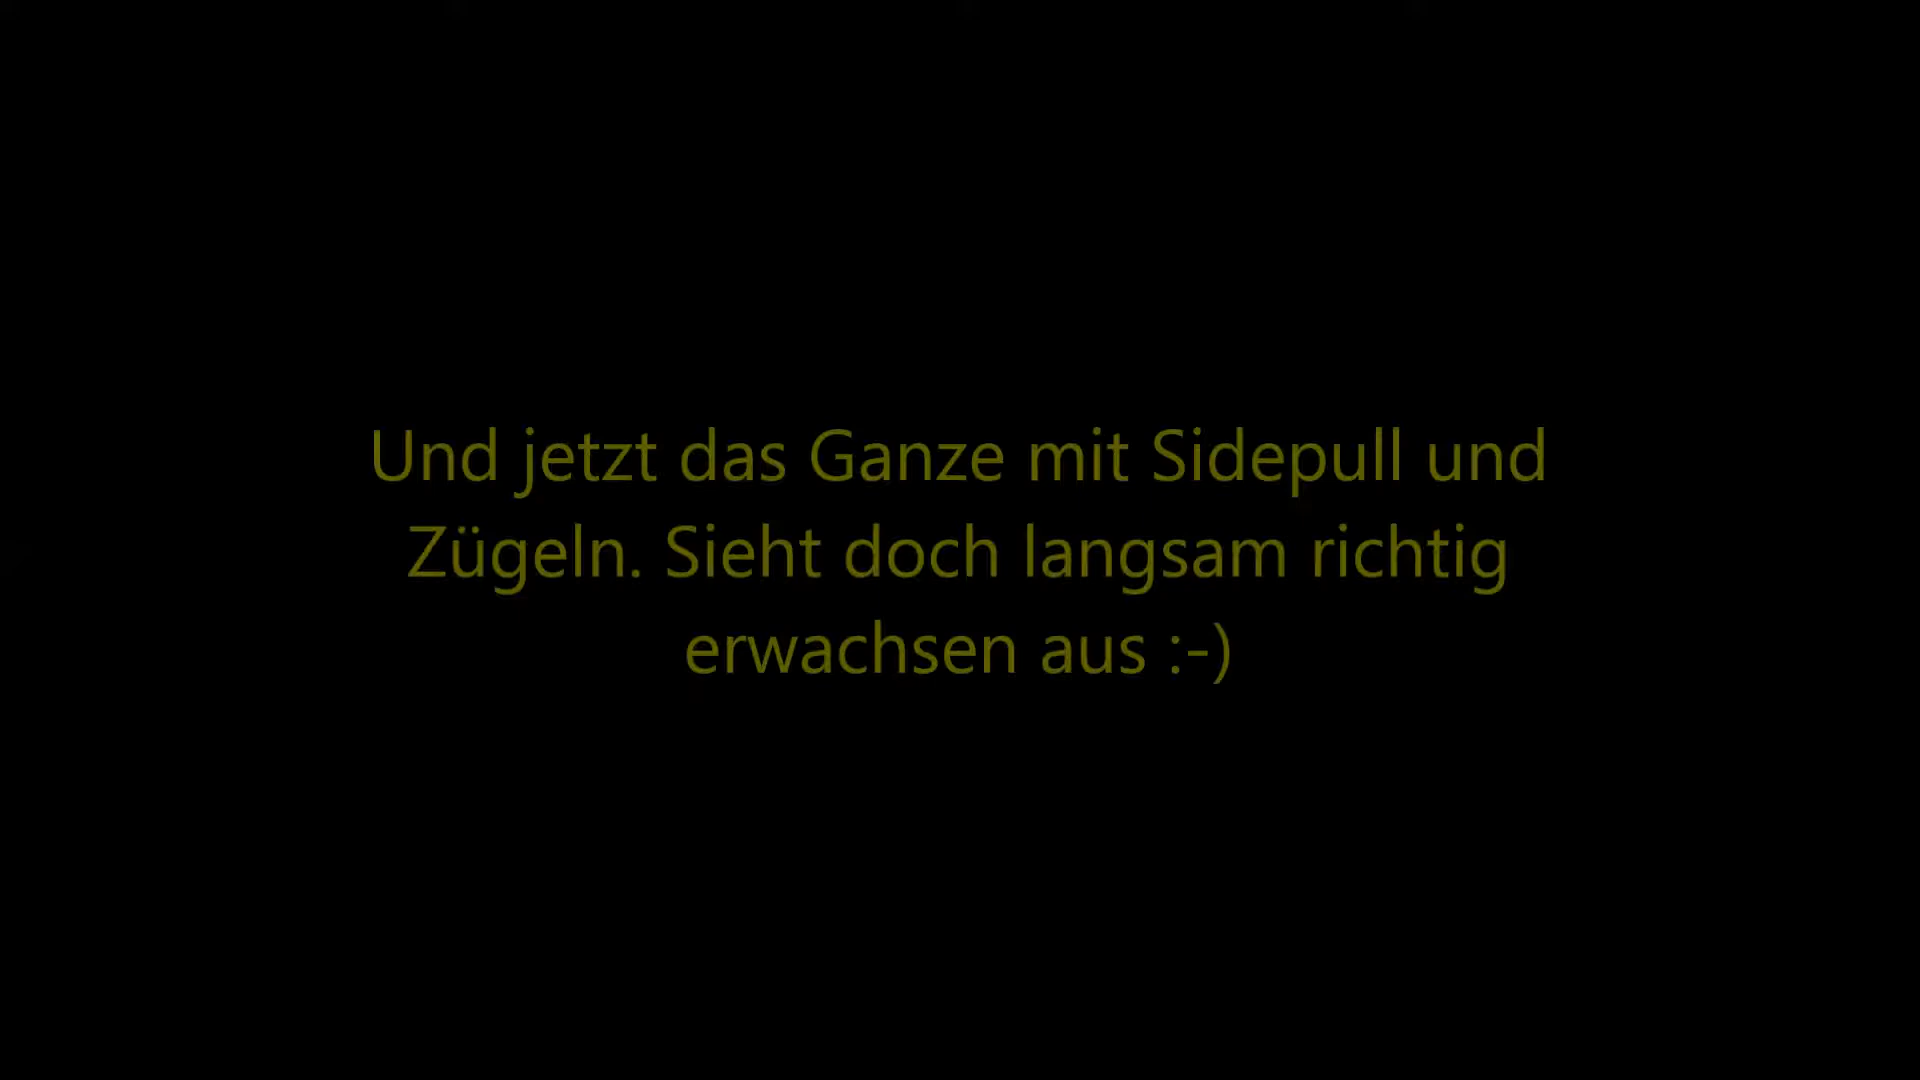 Und jetzt das Ganze mit Sidepull und
Zügeln. Sieht doch langsam richtig
erwachsen aus :-)